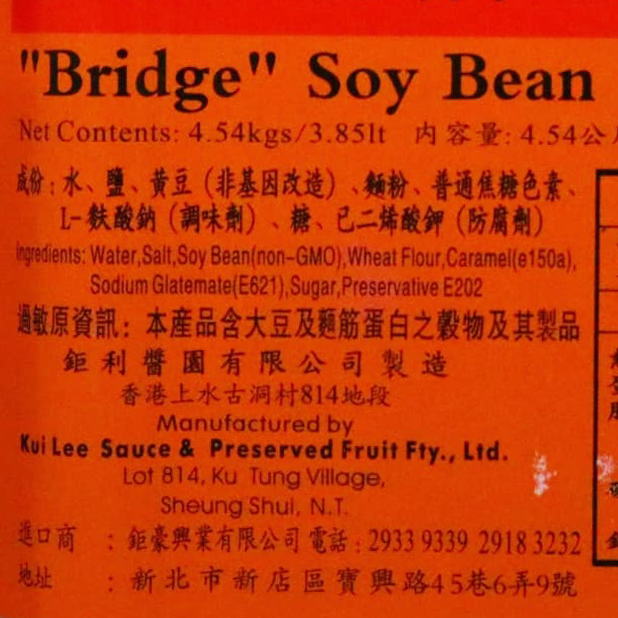 "Bridge" Soy Bean
Net Contents: 4.54kgs/3.85lt 內容量: 4.54公
成份：水、鹽、黃豆（非基因改造）、麵粉、普通焦糖色素、
L-麩酸鈉（調味劑）、糖、已二烯酸鉀（防腐劑）
Ingredients: Water,Salt,Soy Bean(non-GMO),Wheat Flour,Caramel(e150a),
Sodium Glatemate(E621),Sugar,Preservative E202
過敏原資訊：本產品含大豆及麵筋蛋白之穀物及其製品
鉅利醬園有限公司製造
香港上水古洞村814地段
Manufactured by
Kui Lee Sauce & Preserved Fruit Fty., Ltd.
Lot 814, Ku Tung Village,
Sheung Shui, N.T.
進口商 ：鉅豪興業有限公司 電話：2933 9339 2918 3232
地址 ：新北市新店區寶興路45巷6弄9號